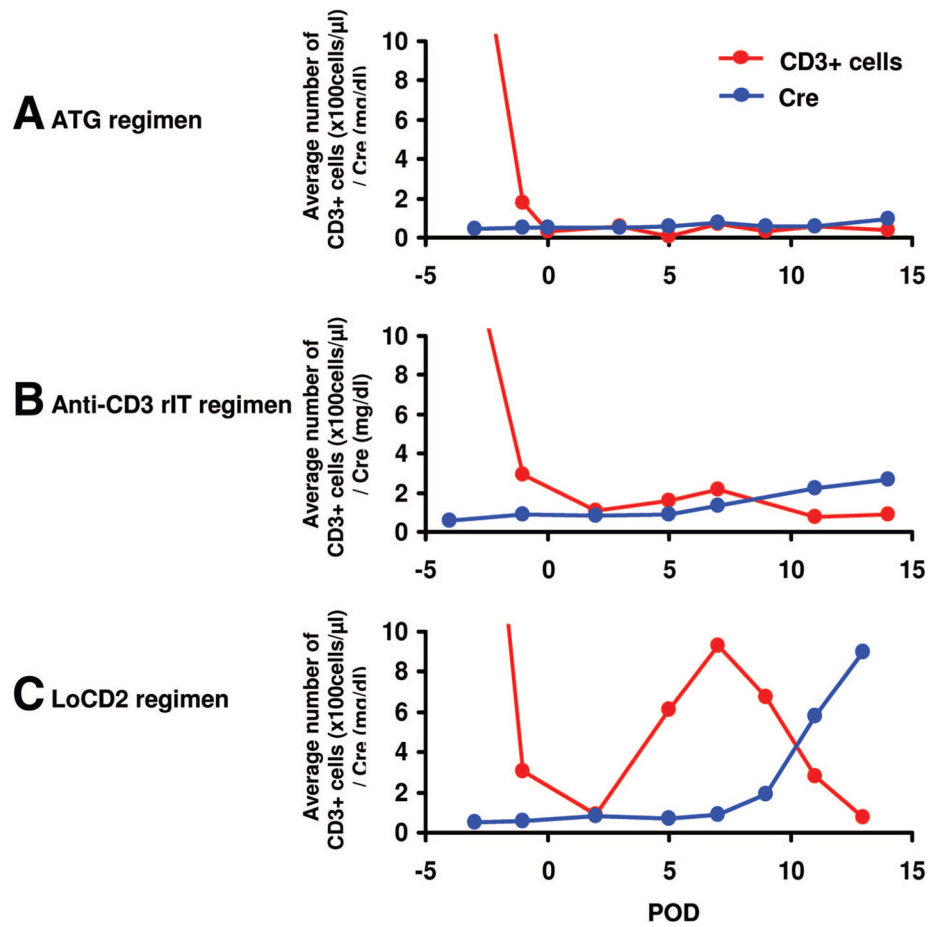 A ATG regimen
Average number of
CD3+ cells (x100cells/µl)
/ Cre (mg/dl)
10
8
6
4
2
0
-5 0 5 10 15
CD3+ cells
Cre
B Anti-CD3 rIT regimen
Average number of
CD3+ cells (x100cells/µl)
/ Cre (mg/dl)
10
8
6
4
2
0
-5 0 5 10 15
C LoCD2 regimen
Average number of
CD3+ cells (x100cells/µl)
/ Cre (mg/dl)
10
8
6
4
2
0
-5 0 5 10 15
POD